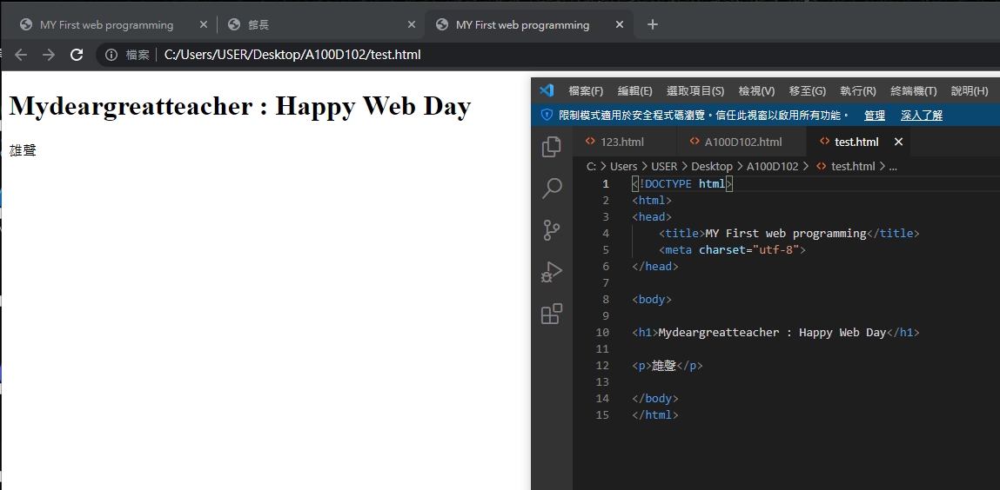 MY First web programming
館長
MY First web programming
檔案 C:/Users/USER/Desktop/A100D102/test.html
Mydeargreatteacher : Happy Web Day
雄聲
檔案(F) 編輯(E) 選取項目(S) 檢視(V) 移至(G) 執行(R) 終端機(T) 說明(H)
限制模式適用於安全程式碼瀏覽。信任此視窗以啟用所有功能。 管理 深入了解
123.html A100D102.html test.html
C: > Users > USER > Desktop > A100D102 > test.html > ...
1 <!DOCTYPE html>
2 <html>
3 <head>
4 <title>MY First web programming</title>
5 <meta charset="utf-8">
6 </head>
7
8 <body>
9
10 <h1>Mydeargreatteacher : Happy Web Day</h1>
11
12 <p>雄聲</p>
13
14 </body>
15 </html>